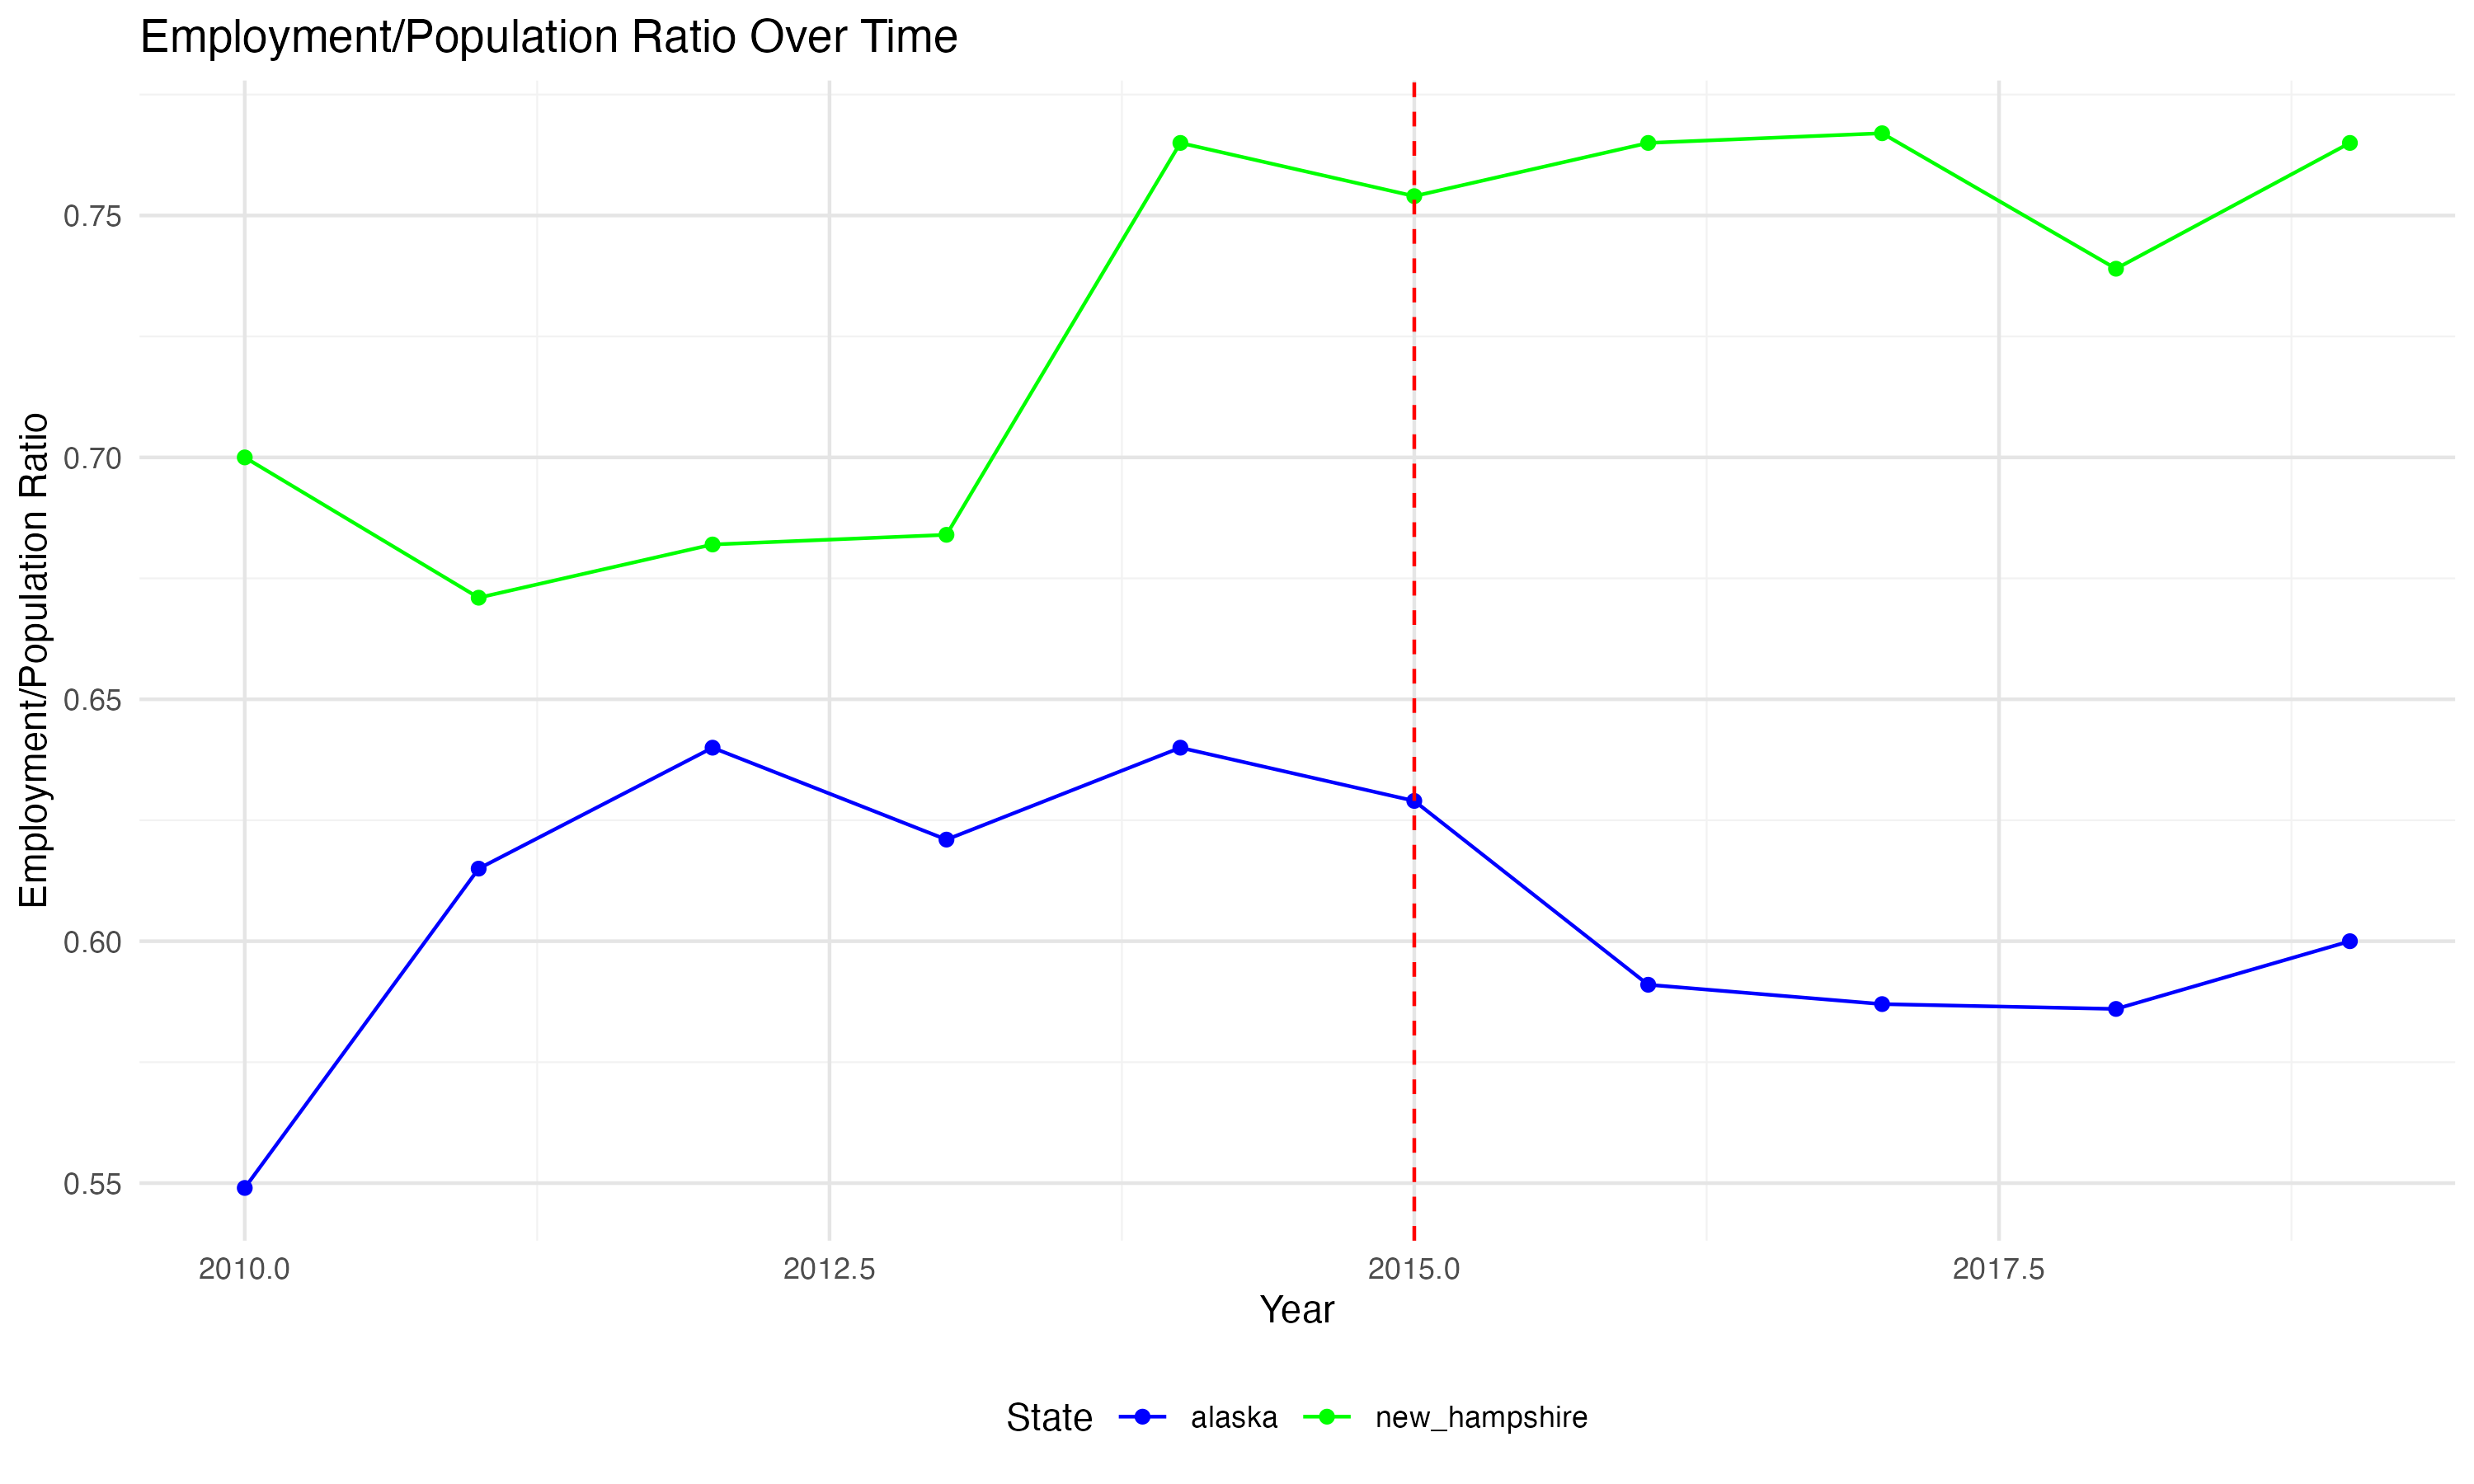 Employment/Population Ratio Over Time
Employment/Population Ratio
0.75
0.70
0.65
0.60
0.55
2010.0 2012.5 2015.0 2017.5
Year
State alaska new_hampshire